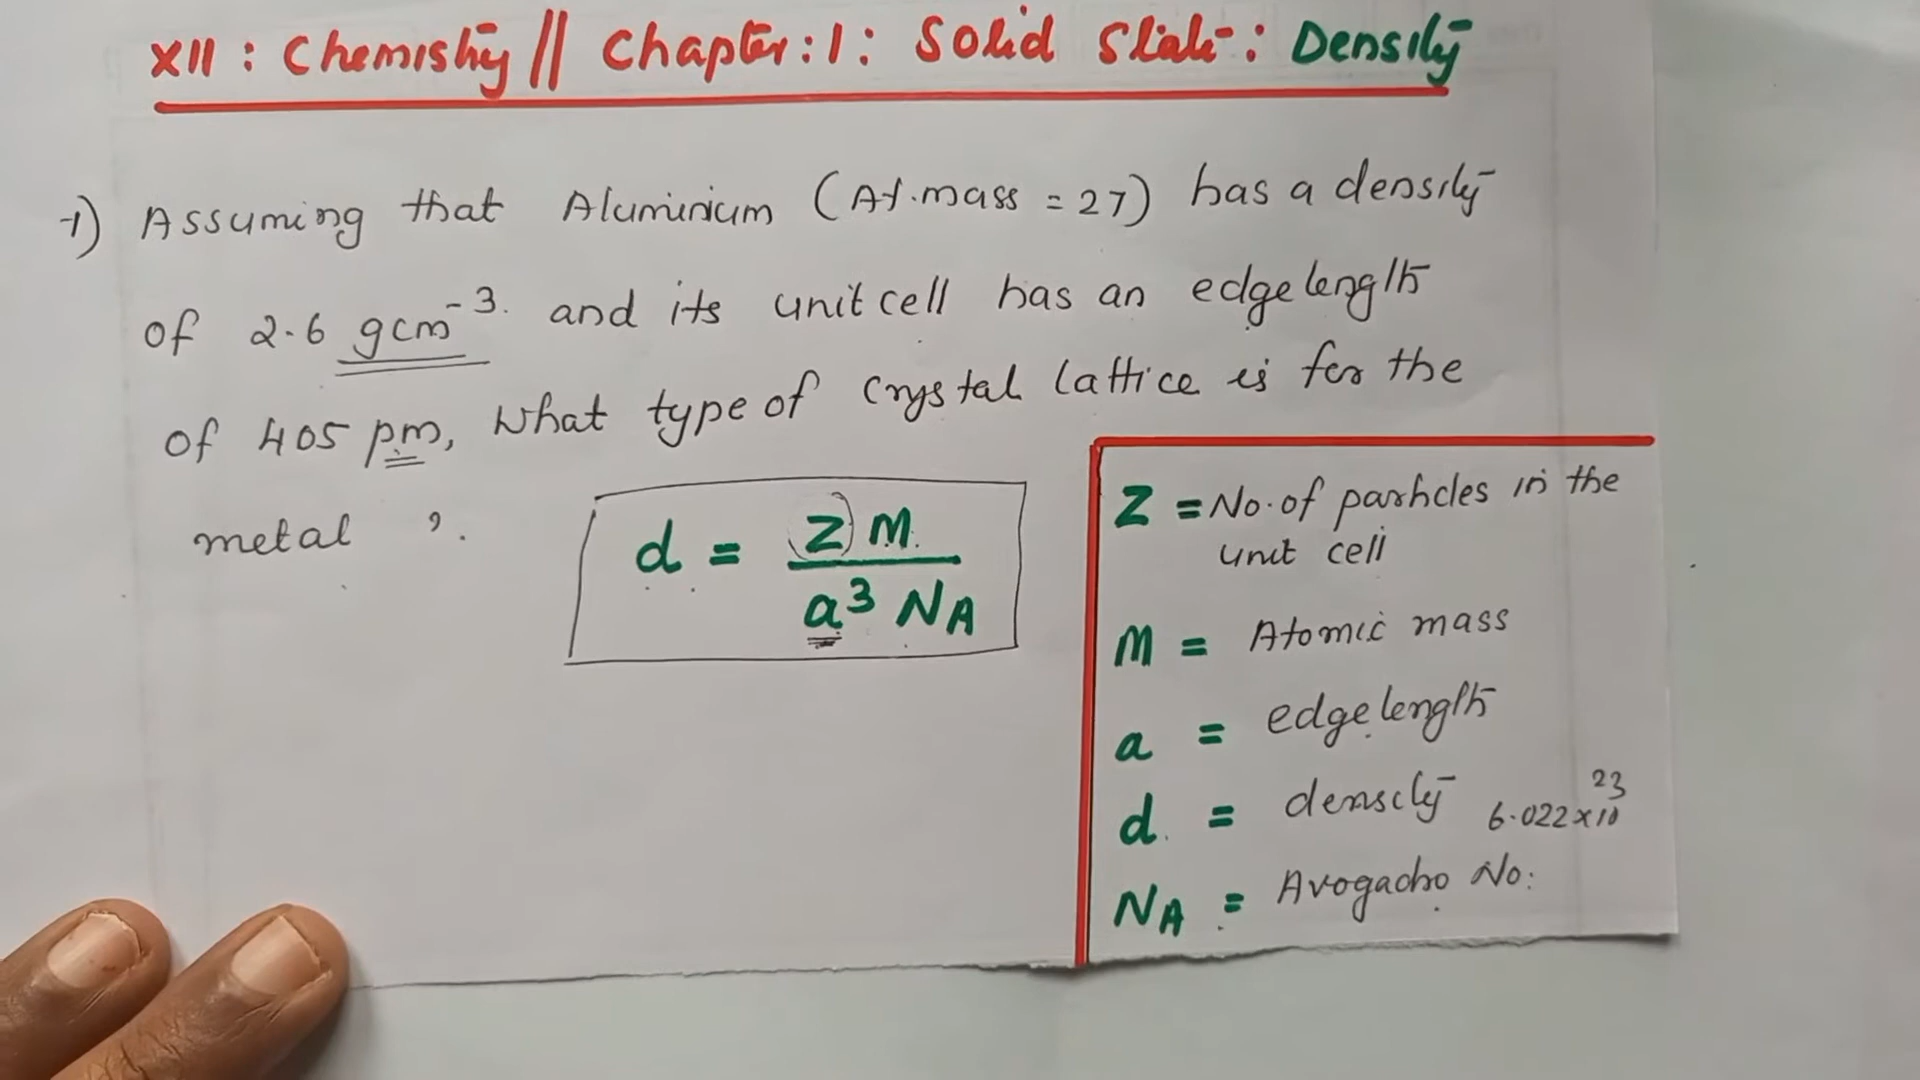 XII : Chemistry || Chapter:1: Solid State: Density
1) Assuming that Aluminium (At.mass = 27) has a density
of 2.6 gcm⁻³. and its unit cell has an edge length
of 405 pm, What type of Crystal lattice is for the
metal ?
d = Z M / a³ NA
Z = No. of particles in the
unit cell
M = Atomic mass
a = edge length
d = density 6.022x10²³
NA = Avogadro No: